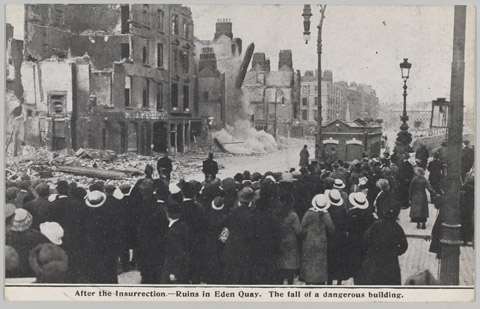 After the Insurrection.—Ruins in Eden Quay. The fall of a dangerous building.